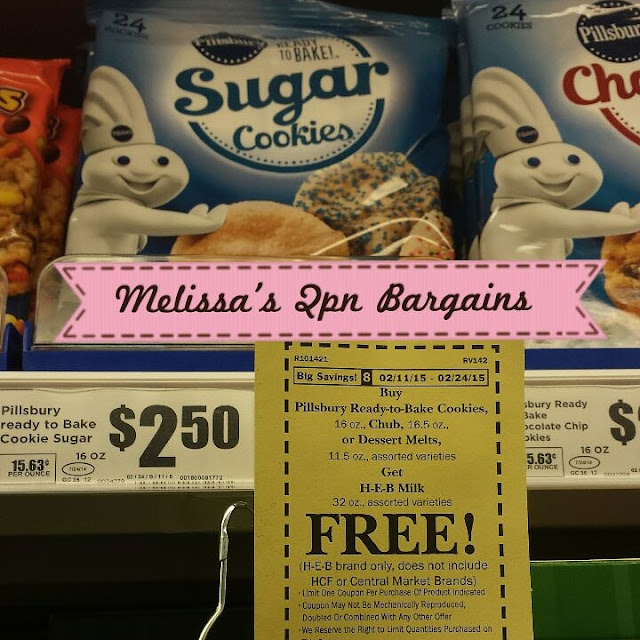 24
COOKIES
Pillsbury
READY
TO BAKE!
Sugar
Cookies
24
COOKIES
Pillsbury
Melissa's Qpn Bargains
Pillsbury
ready to Bake
Cookie Sugar
16 OZ
15.63¢
PER OUNCE
$2.50
R101421
RV142
Big Savings! 8 02/11/15 - 02/24/15
Buy
Pillsbury Ready-to-Bake Cookies,
16 oz., Chub, 16.5 oz.,
or Dessert Melts,
11.5 oz., assorted varieties
Get
H-E-B Milk
32 oz., assorted varieties
FREE!
(H-E-B brand only, does not include
HCF or Central Market Brands)
· Limit One Coupon Per Purchase Of Product Indicated
· Coupon May Not Be Mechanically Reproduced,
Doubled Or Combined With Any Other Offer
· We Reserve the Right to Limit Quantities Purchased on
sbury Ready
Bake
ocolate Chip
kies
16 OZ
5.63¢
R OUNCE
$